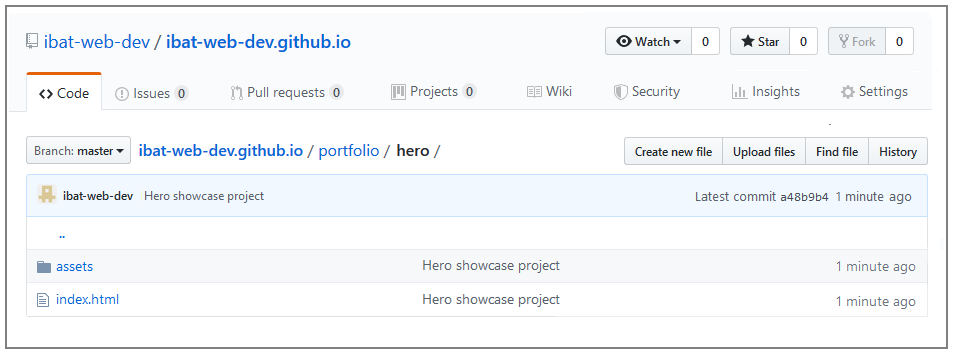 ibat-web-dev / ibat-web-dev.github.io Watch 0 Star 0 Fork 0
Code Issues 0 Pull requests 0 Projects 0 Wiki Security Insights Settings
Branch: master ibat-web-dev.github.io / portfolio / hero / Create new file Upload files Find file History
ibat-web-dev Hero showcase project Latest commit a48b9b4 1 minute ago
..
assets Hero showcase project 1 minute ago
index.html Hero showcase project 1 minute ago